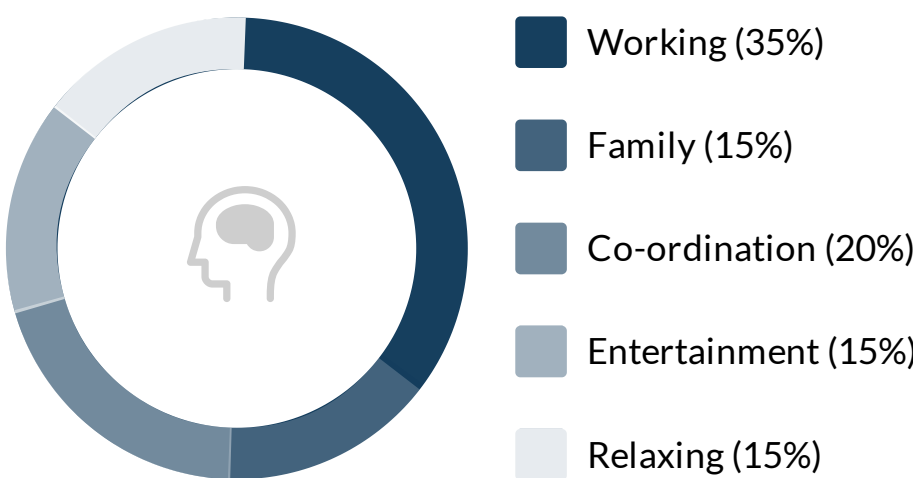 Working (35%)
Family (15%)
Co-ordination (20%)
Entertainment (15%)
Relaxing (15%)